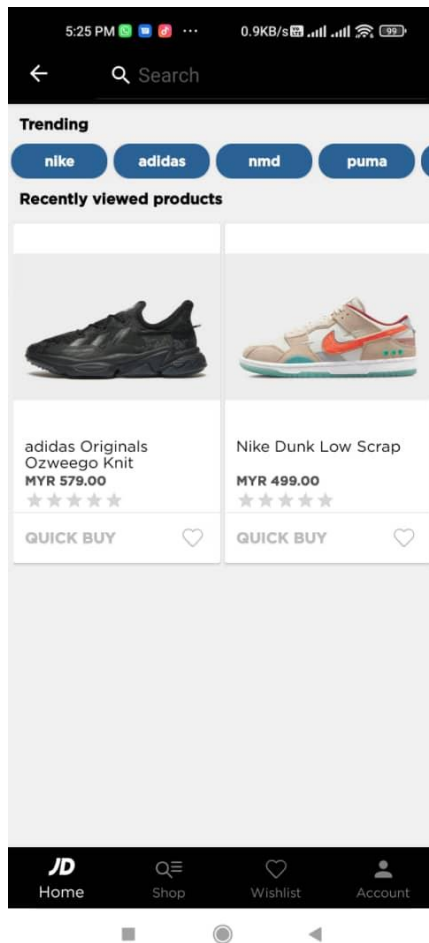 5:25 PM ... 0.9KB/s 99
Search
Trending
nike adidas nmd puma
Recently viewed products
adidas Originals
Ozweego Knit
MYR 579.00
QUICK BUY
Nike Dunk Low Scrap
MYR 499.00
QUICK BUY
JD
Home Shop Wishlist Account